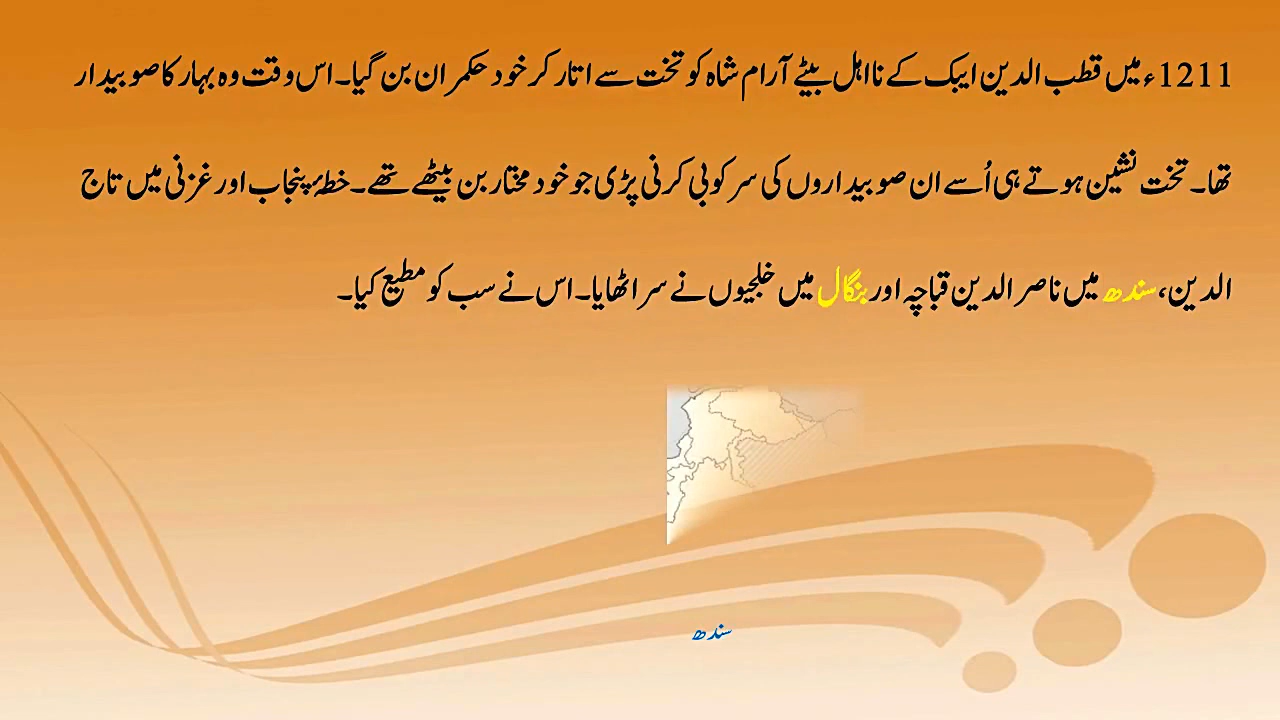 1211ء میں قطب الدین ایبک کے نااہل بیٹے آرام شاہ کو تخت سے اتار کر خود حکمران بن گیا۔ اس وقت وہ بہار کا صوبیدار
تھا۔ تخت نشین ہوتے ہی اُسے ان صوبیداروں کی سرکوبی کرنی پڑی جو خود مختار بن بیٹھے تھے۔ خطۂ پنجاب اور غزنی میں تاج
الدین، سندھ میں ناصر الدین قباچہ اور بنگال میں خلجیوں نے سر اٹھایا۔ اس نے سب کو مطیع کیا۔
سندھ